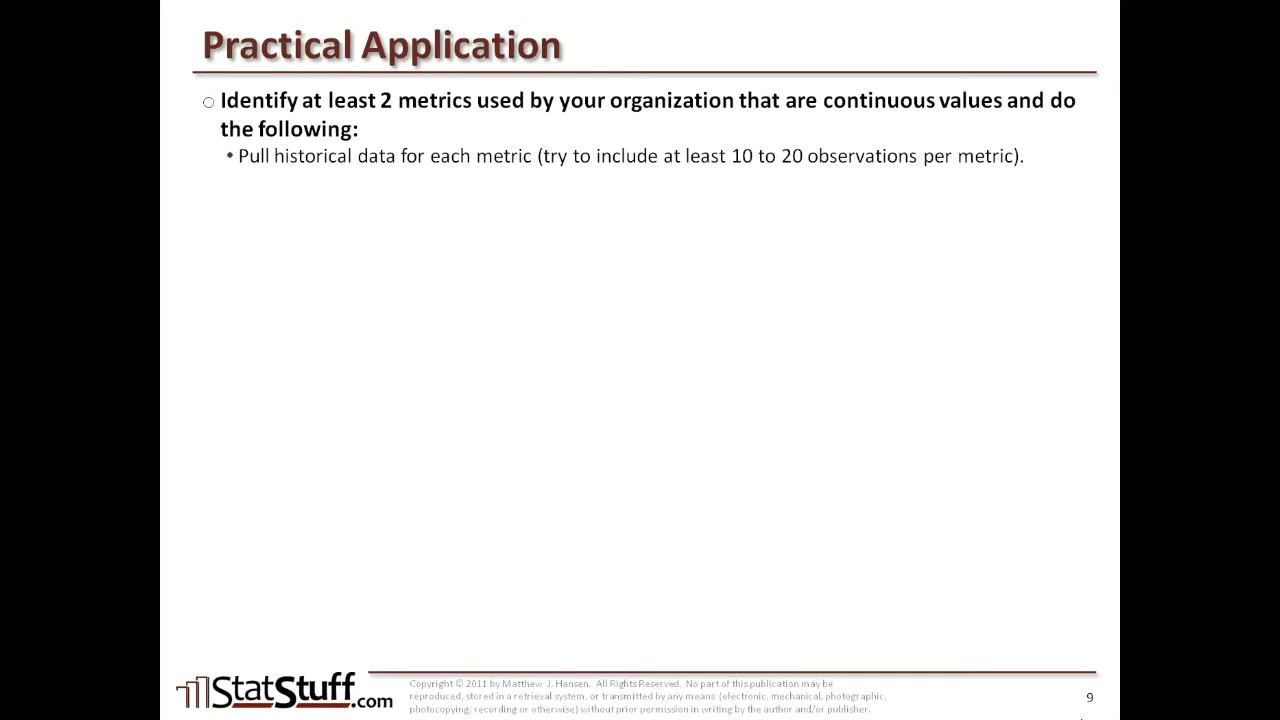 Practical Application
Identify at least 2 metrics used by your organization that are continuous values and do
the following:
• Pull historical data for each metric (try to include at least 10 to 20 observations per metric).
StatStuff.com
Copyright © 2011 by Matthew J. Hansen. All Rights Reserved. No part of this publication may be
reproduced, stored in a retrieval system, or transmitted by any means (electronic, mechanical, photographic,
photocopying, recording or otherwise) without prior permission in writing by the author and/or publisher.
9